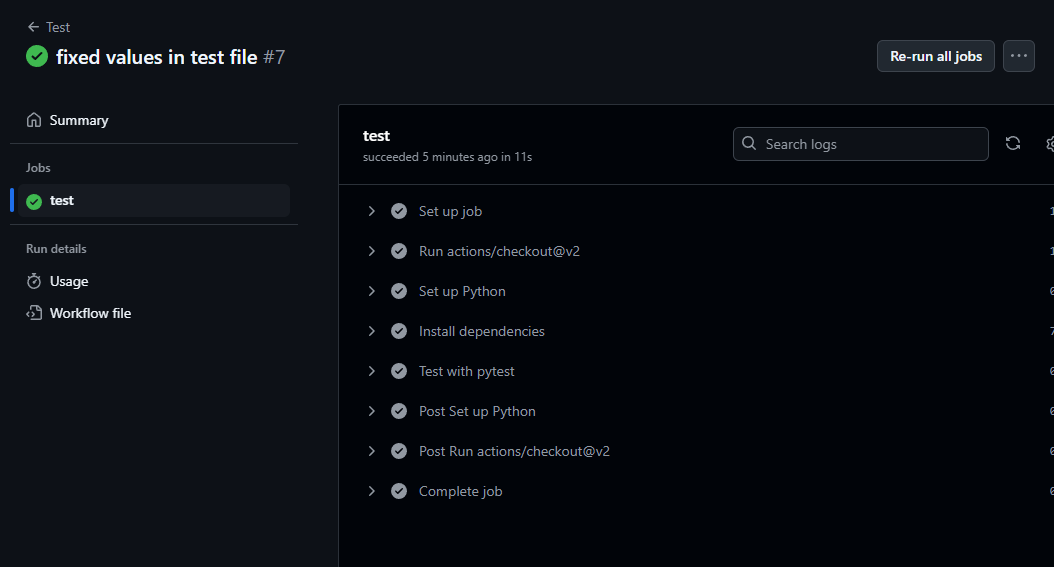 Test
fixed values in test file #7
Re-run all jobs
Summary
Jobs
test
Run details
Usage
Workflow file
test
succeeded 5 minutes ago in 11s
Search logs
Set up job
Run actions/checkout@v2
Set up Python
Install dependencies
Test with pytest
Post Set up Python
Post Run actions/checkout@v2
Complete job